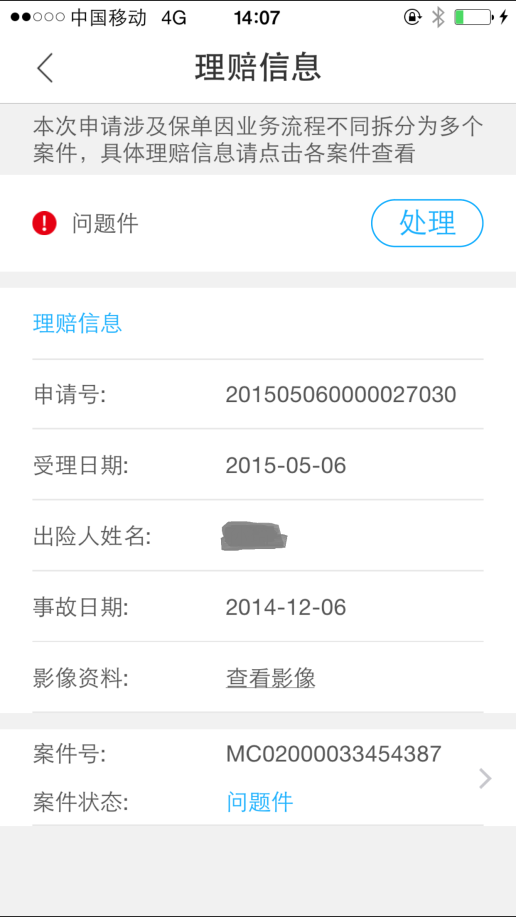 中国移动 4G 14:07
理赔信息
本次申请涉及保单因业务流程不同拆分为多个
案件，具体理赔信息请点击各案件查看
问题件 处理
理赔信息
申请号: 201505060000027030
受理日期: 2015-05-06
出险人姓名:
事故日期: 2014-12-06
影像资料: 查看影像
案件号: MC02000033454387
案件状态: 问题件